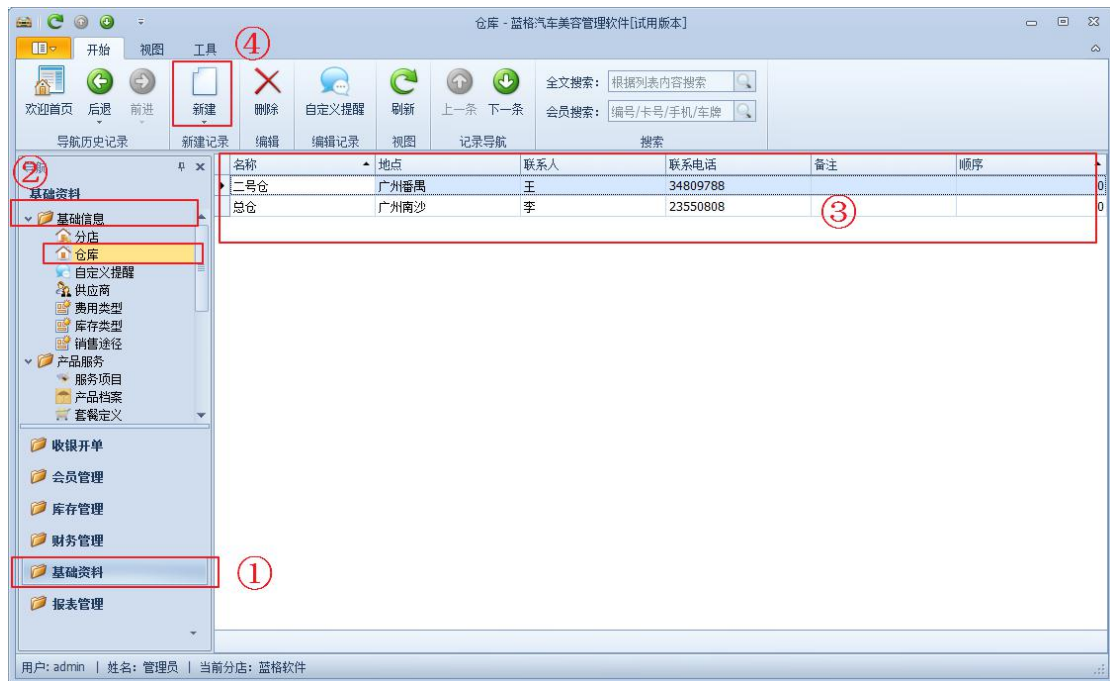 仓库 - 蓝格汽车美容管理软件[试用版本]
开始 视图 工具 ④
欢迎首页 后退 前进 新建 删除 自定义提醒 刷新 上一条 下一条 全文搜索: 根据列表内容搜索
会员搜索: 编号/卡号/手机/车牌
导航历史记录 新建记录 编辑 编辑记录 视图 记录导航 搜索
②
名称 地点 联系人 联系电话 备注 顺序
基础资料
二号仓 广州番禺 王 34809788 0
总仓 广州南沙 李 23550808 ③ 0
基础信息
分店
仓库
自定义提醒
供应商
费用类型
库存类型
销售途径
产品服务
服务项目
产品档案
套餐定义
收银开单
会员管理
库存管理
财务管理
基础资料 ①
报表管理
用户: admin | 姓名: 管理员 | 当前分店: 蓝格软件